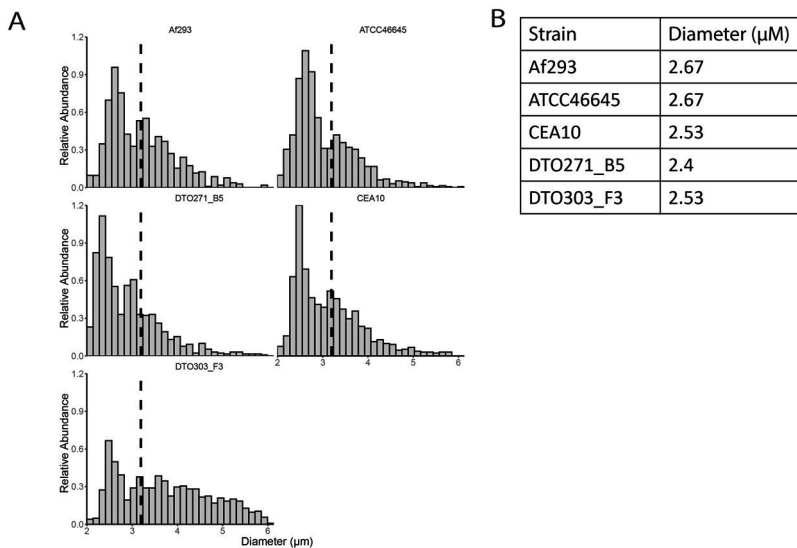 A
Af293
ATCC46645
Relative Abundance
1.2
0.9
0.6
0.3
0.0
DTO271_B5
CEA10
Relative Abundance
1.2
0.9
0.6
0.3
0.0
2 3 4 5 6
DTO303_F3
Relative Abundance
1.2
0.9
0.6
0.3
0.0
2 3 4 5 6
Diameter (µm)
B
Strain Diameter (µM)
Af293 2.67
ATCC46645 2.67
CEA10 2.53
DTO271_B5 2.4
DTO303_F3 2.53